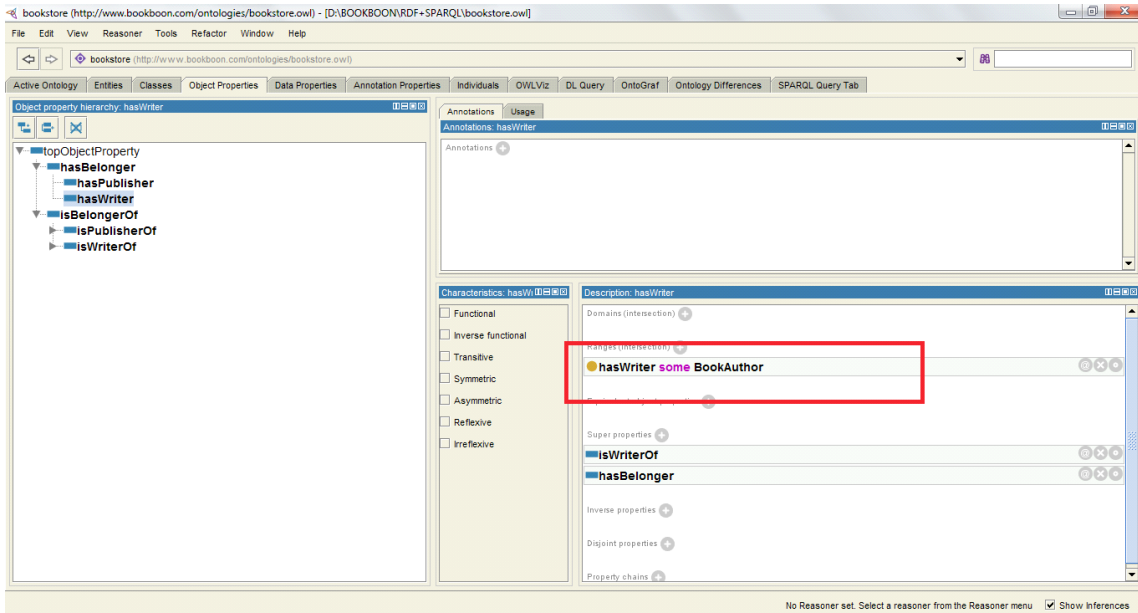 bookstore (http://www.bookboon.com/ontologies/bookstore.owl) - [D:\BOOKBOON\RDF+SPARQL\bookstore.owl]
File Edit View Reasoner Tools Refactor Window Help
bookstore (http://www.bookboon.com/ontologies/bookstore.owl)
Active Ontology Entities Classes Object Properties Data Properties Annotation Properties Individuals OWLViz DL Query OntoGraf Ontology Differences SPARQL Query Tab
Object property hierarchy: hasWriter
topObjectProperty
hasBelonger
hasPublisher
hasWriter
isBelongerOf
isPublisherOf
isWriterOf
Annotations Usage
Annotations: hasWriter
Annotations
Characteristics: hasWr
Functional
Inverse functional
Transitive
Symmetric
Asymmetric
Reflexive
Irreflexive
Description: hasWriter
Domains (intersection)
Ranges (intersection)
hasWriter some BookAuthor
Super properties
isWriterOf
hasBelonger
Inverse properties
Disjoint properties
Property chains
No Reasoner set. Select a reasoner from the Reasoner menu Show Inferences